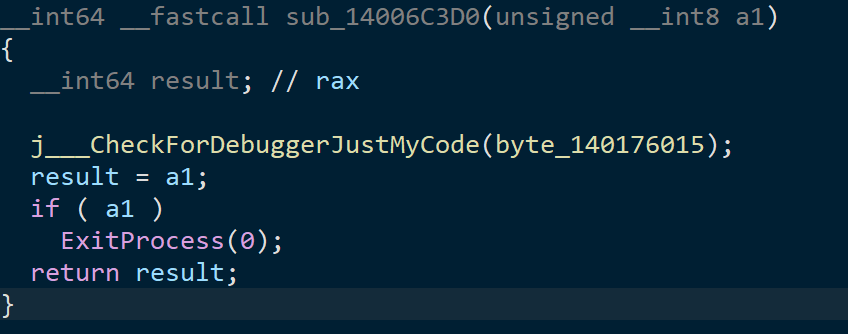 __int64 __fastcall sub_14006C3D0(unsigned __int8 a1)
{
  __int64 result; // rax

  j___CheckForDebuggerJustMyCode(byte_140176015);
  result = a1;
  if ( a1 )
    ExitProcess(0);
  return result;
}